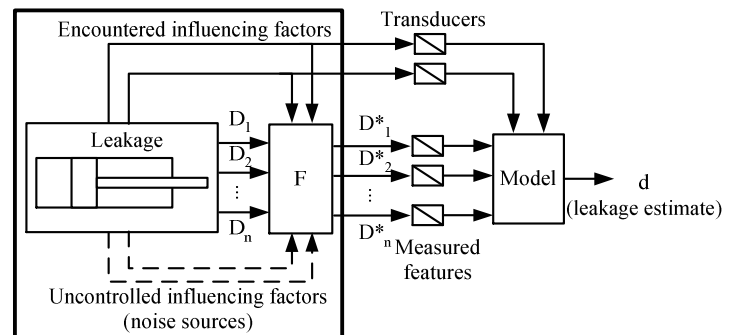 Transducers
Encountered influencing factors
Leakage
D1
D2
⋮
Dn
F
D*1
D*2
⋮
D*n
Model
d
(leakage estimate)
Measured
features
Uncontrolled influencing factors
(noise sources)